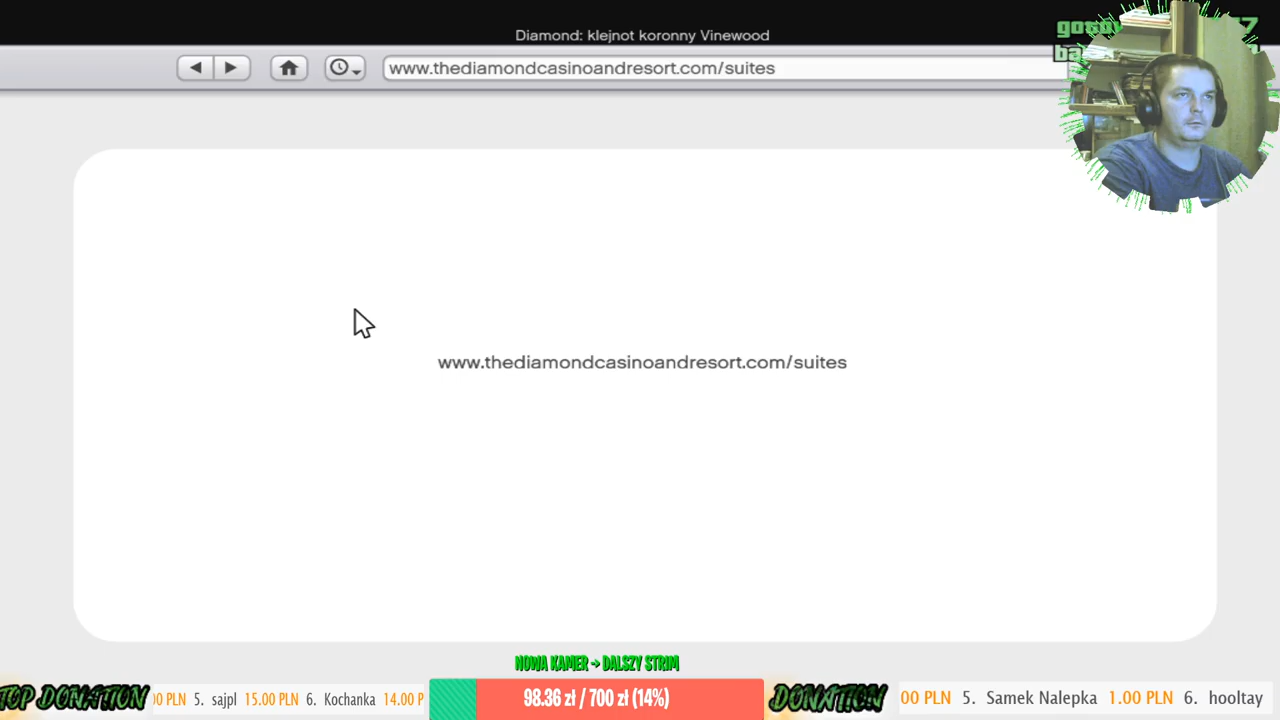 Diamond: klejnot koronny Vinewood
www.thediamondcasinoandresort.com/suites
www.thediamondcasinoandresort.com/suites
NOWA KAMER → DALSZY STRIM
TOP DONATION 00 PLN 5. sajpl 15.00 PLN 6. Kochanka 14.00 P
98.36 zł / 700 zł (14%)
DONATION 00 PLN 5. Samek Nalepka 1.00 PLN 6. hooltay